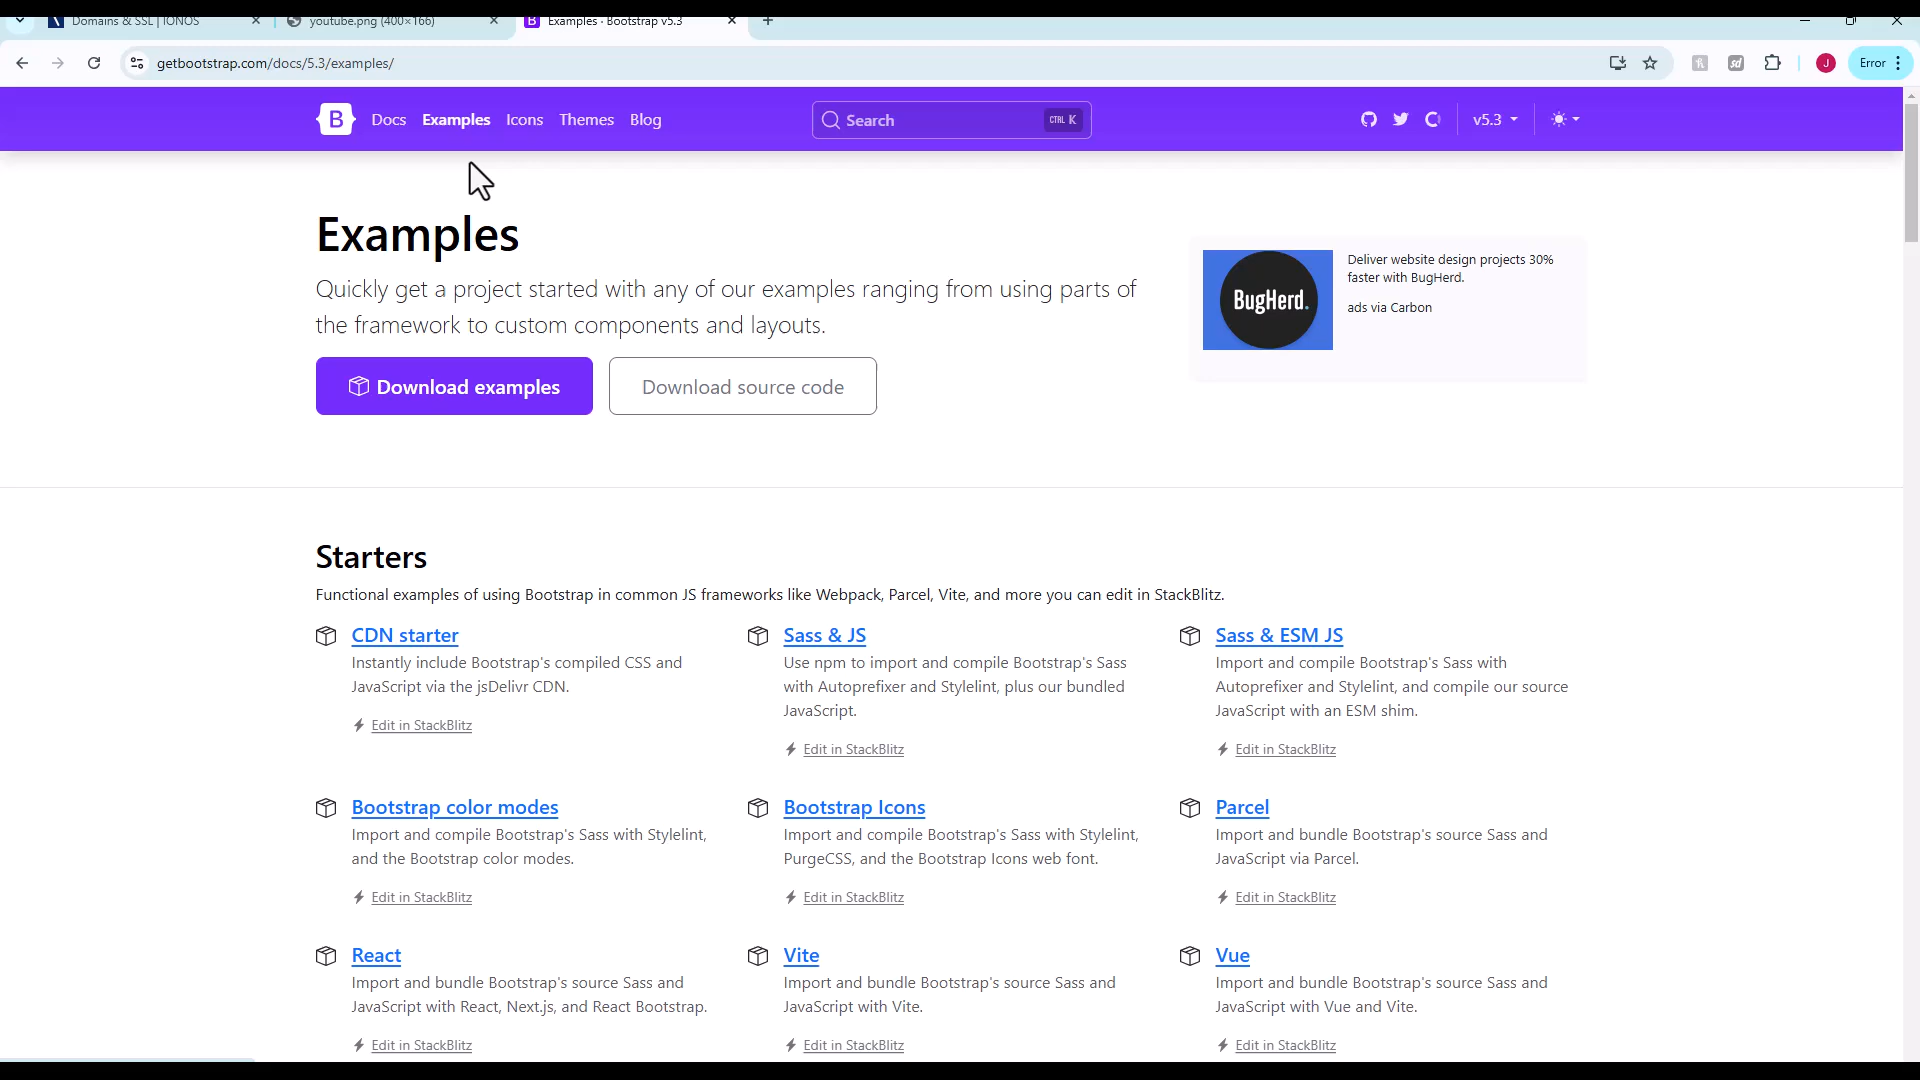 Domains & SSL | IONOS
youtube.png (400×166)
Examples · Bootstrap v5.3
getbootstrap.com/docs/5.3/examples/
J
Error
B Docs Examples Icons Themes Blog
Search
CTRL K
v5.3
Examples
Quickly get a project started with any of our examples ranging from using parts of
the framework to custom components and layouts.
Download examples
Download source code
BugHerd.
Deliver website design projects 30%
faster with BugHerd.
ads via Carbon
Starters
Functional examples of using Bootstrap in common JS frameworks like Webpack, Parcel, Vite, and more you can edit in StackBlitz.
CDN starter
Instantly include Bootstrap's compiled CSS and
JavaScript via the jsDelivr CDN.
Edit in StackBlitz
Sass & JS
Use npm to import and compile Bootstrap's Sass
with Autoprefixer and Stylelint, plus our bundled
JavaScript.
Edit in StackBlitz
Sass & ESM JS
Import and compile Bootstrap's Sass with
Autoprefixer and Stylelint, and compile our source
JavaScript with an ESM shim.
Edit in StackBlitz
Bootstrap color modes
Import and compile Bootstrap's Sass with Stylelint,
and the Bootstrap color modes.
Edit in StackBlitz
Bootstrap Icons
Import and compile Bootstrap's Sass with Stylelint,
PurgeCSS, and the Bootstrap Icons web font.
Edit in StackBlitz
Parcel
Import and bundle Bootstrap's source Sass and
JavaScript via Parcel.
Edit in StackBlitz
React
Import and bundle Bootstrap's source Sass and
JavaScript with React, Next.js, and React Bootstrap.
Edit in StackBlitz
Vite
Import and bundle Bootstrap's source Sass and
JavaScript with Vite.
Edit in StackBlitz
Vue
Import and bundle Bootstrap's source Sass and
JavaScript with Vue and Vite.
Edit in StackBlitz